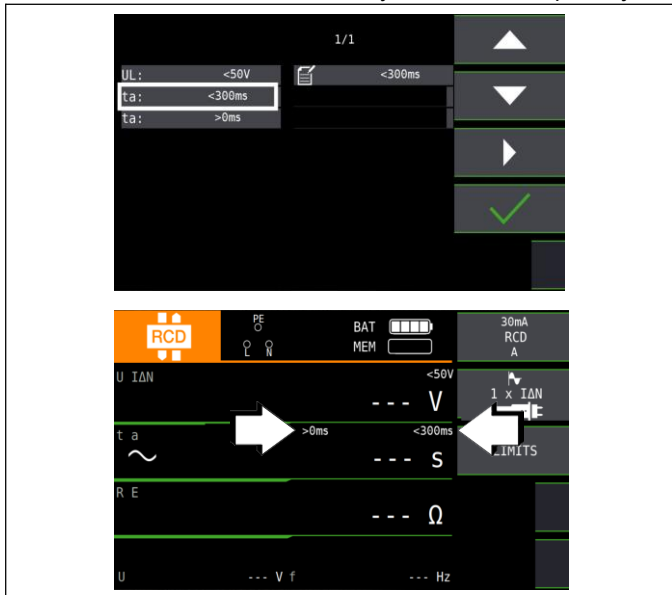 1/1
UL: <50V <300ms
ta: <300ms
ta: >0ms
RCD
PE
L N
BAT
MEM
30mA
RCD
A
U IΔN <50V
--- V
1 x IΔN
t a >0ms <300ms
--- S
LIMITS
R E
--- Ω
U --- V f --- Hz